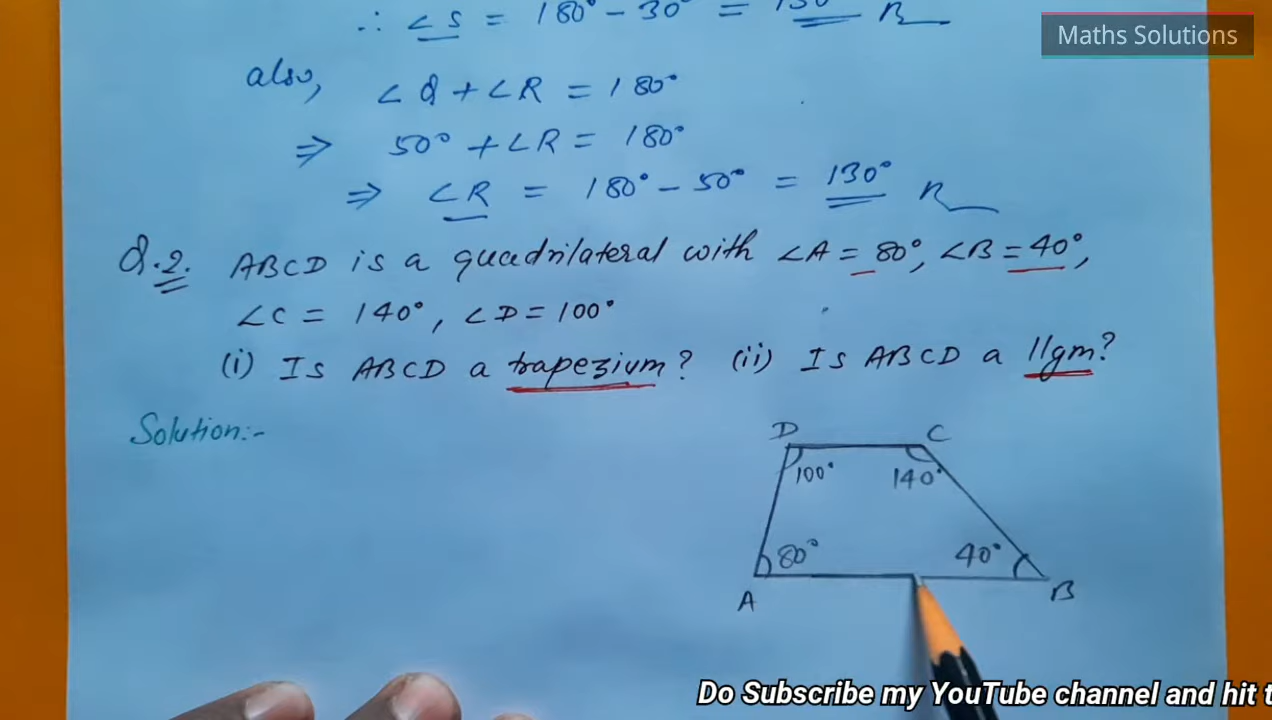 ∴ ∠S = 180° - 30° =
Maths Solutions
also, ∠Q + ∠R = 180°
⇒ 50° + ∠R = 180°
⇒ ∠R = 180° - 50° = 130°
Q.2. ABCD is a quadrilateral with ∠A = 80°, ∠B = 40°,
∠C = 140°, ∠D = 100°
(i) Is ABCD a trapezium? (ii) Is ABCD a ||gm?
Solution:-
D C
100° 140°
80° 40°
A B
Do Subscribe my YouTube channel and hit t